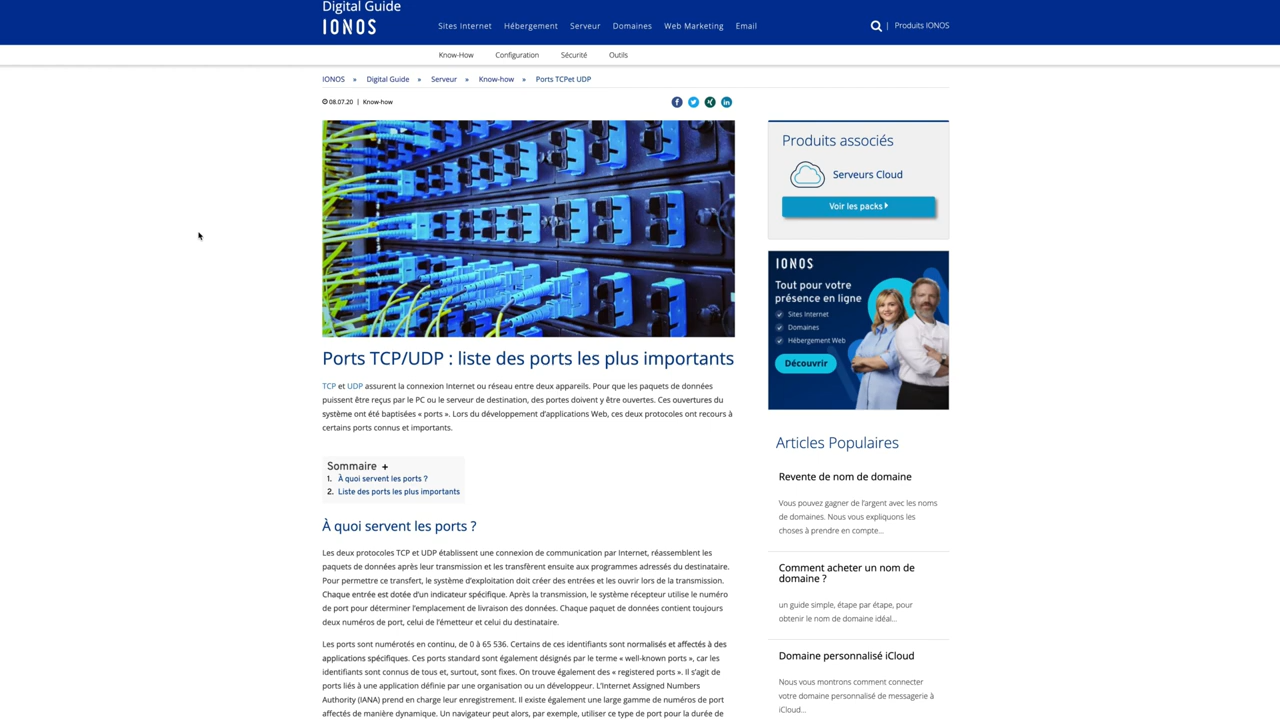 Digital Guide
IONOS
Sites Internet Hébergement Serveur Domaines Web Marketing Email
| Produits IONOS
Know-How Configuration Sécurité Outils
IONOS » Digital Guide » Serveur » Know-how » Ports TCPet UDP
08.07.20 | Know-how
Ports TCP/UDP : liste des ports les plus importants
TCP et UDP assurent la connexion Internet ou réseau entre deux appareils. Pour que les paquets de données
puissent être reçus par le PC ou le serveur de destination, des portes doivent y être ouvertes. Ces ouvertures du
système ont été baptisées « ports ». Lors du développement d'applications Web, ces deux protocoles ont recours à
certains ports connus et importants.
Sommaire +
1. À quoi servent les ports ?
2. Liste des ports les plus importants
À quoi servent les ports ?
Les deux protocoles TCP et UDP établissent une connexion de communication par Internet, réassemblent les
paquets de données après leur transmission et les transfèrent ensuite aux programmes adressés du destinataire.
Pour permettre ce transfert, le système d'exploitation doit créer des entrées et les ouvrir lors de la transmission.
Chaque entrée est dotée d'un indicateur spécifique. Après la transmission, le système récepteur utilise le numéro
de port pour déterminer l'emplacement de livraison des données. Chaque paquet de données contient toujours
deux numéros de port, celui de l'émetteur et celui du destinataire.
Les ports sont numérotés en continu, de 0 à 65 536. Certains de ces identifiants sont normalisés et affectés à des
applications spécifiques. Ces ports standard sont également désignés par le terme « well-known ports », car les
identifiants sont connus de tous et, surtout, sont fixes. On trouve également des « registered ports ». Il s'agit de
ports liés à une application définie par une organisation ou un développeur. L'Internet Assigned Numbers
Authority (IANA) prend en charge leur enregistrement. Il existe également une large gamme de numéros de port
affectés de manière dynamique. Un navigateur peut alors, par exemple, utiliser ce type de port pour la durée de
Produits associés
Serveurs Cloud
Voir les packs
IONOS
Tout pour votre
présence en ligne
Sites Internet
Domaines
Hébergement Web
Découvrir
Articles Populaires
Revente de nom de domaine
Vous pouvez gagner de l'argent avec les noms
de domaines. Nous vous expliquons les
choses à prendre en compte...
Comment acheter un nom de
domaine ?
un guide simple, étape par étape, pour
obtenir le nom de domaine idéal...
Domaine personnalisé iCloud
Nous vous montrons comment connecter
votre domaine personnalisé de messagerie à
iCloud...